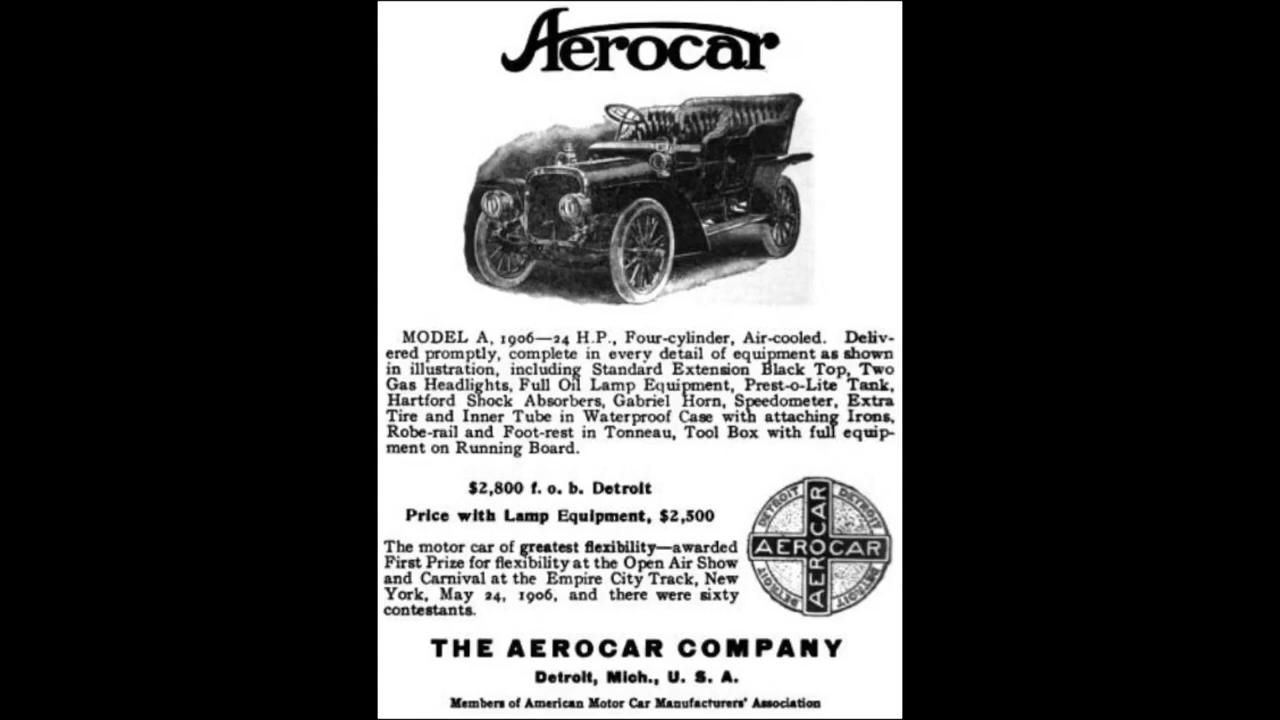 Aerocar
MODEL A, 1906—24 H.P., Four-cylinder, Air-cooled. Deliv-
ered promptly, complete in every detail of equipment as shown
in illustration, including Standard Extension Black Top, Two
Gas Headlights, Full Oil Lamp Equipment, Prest-o-Lite Tank,
Hartford Shock Absorbers, Gabriel Horn, Speedometer, Extra
Tire and Inner Tube in Waterproof Case with attaching Irons,
Robe-rail and Foot-rest in Tonneau, Tool Box with full equip-
ment on Running Board.
$2,800 f. o. b. Detroit
Price with Lamp Equipment, $2,500
The motor car of greatest flexibility—awarded
First Prize for flexibility at the Open Air Show
and Carnival at the Empire City Track, New
York, May 24, 1906, and there were sixty
contestants.
DETROIT
DETROIT
AEROCAR
AEROCAR
DETROIT
DETROIT
THE AEROCAR COMPANY
Detroit, Mich., U. S. A.
Members of American Motor Car Manufacturers' Association